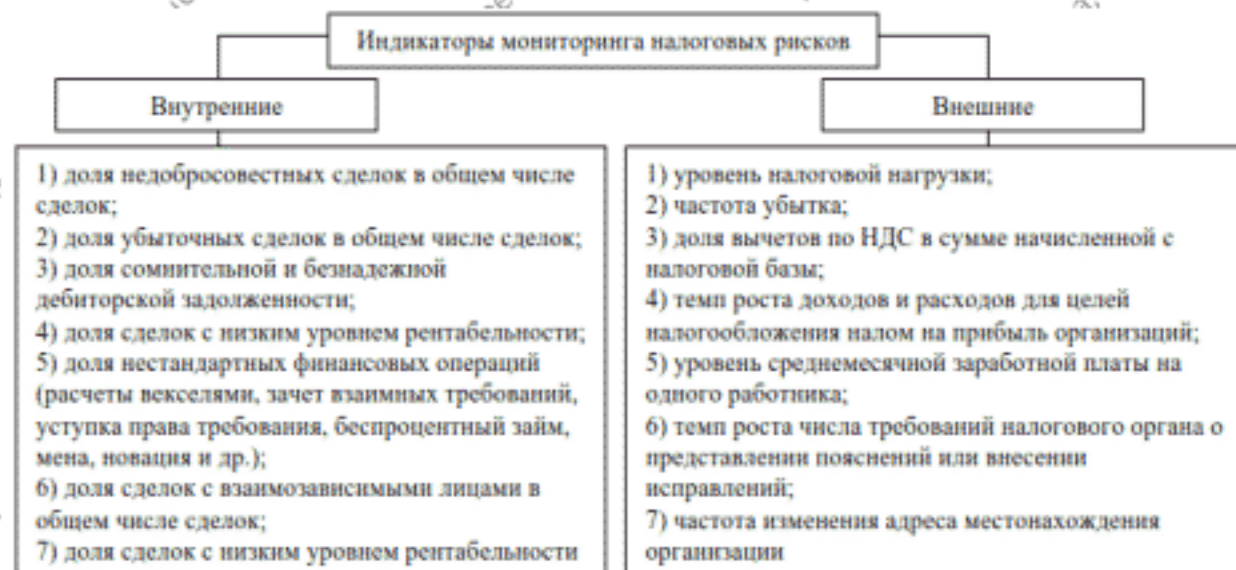 Индикаторы мониторинга налоговых рисков
Внутренние
1) доля недобросовестных сделок в общем числе
сделок;
2) доля убыточных сделок в общем числе сделок;
3) доля сомнительной и безнадежной
дебиторской задолженности;
4) доля сделок с низким уровнем рентабельности;
5) доля нестандартных финансовых операций
(расчеты векселями, зачет взаимных требований,
уступка права требования, беспроцентный займ,
мена, новация и др.);
6) доля сделок с взаимозависимыми лицами в
общем числе сделок;
7) доля сделок с низким уровнем рентабельности
Внешние
1) уровень налоговой нагрузки;
2) частота убытка;
3) доля вычетов по НДС в сумме начисленной с
налоговой базы;
4) темп роста доходов и расходов для целей
налогообложения налом на прибыль организаций;
5) уровень среднемесячной заработной платы на
одного работника;
6) темп роста числа требований налогового органа о
представлении пояснений или внесении
исправлений;
7) частота изменения адреса местонахождения
организации